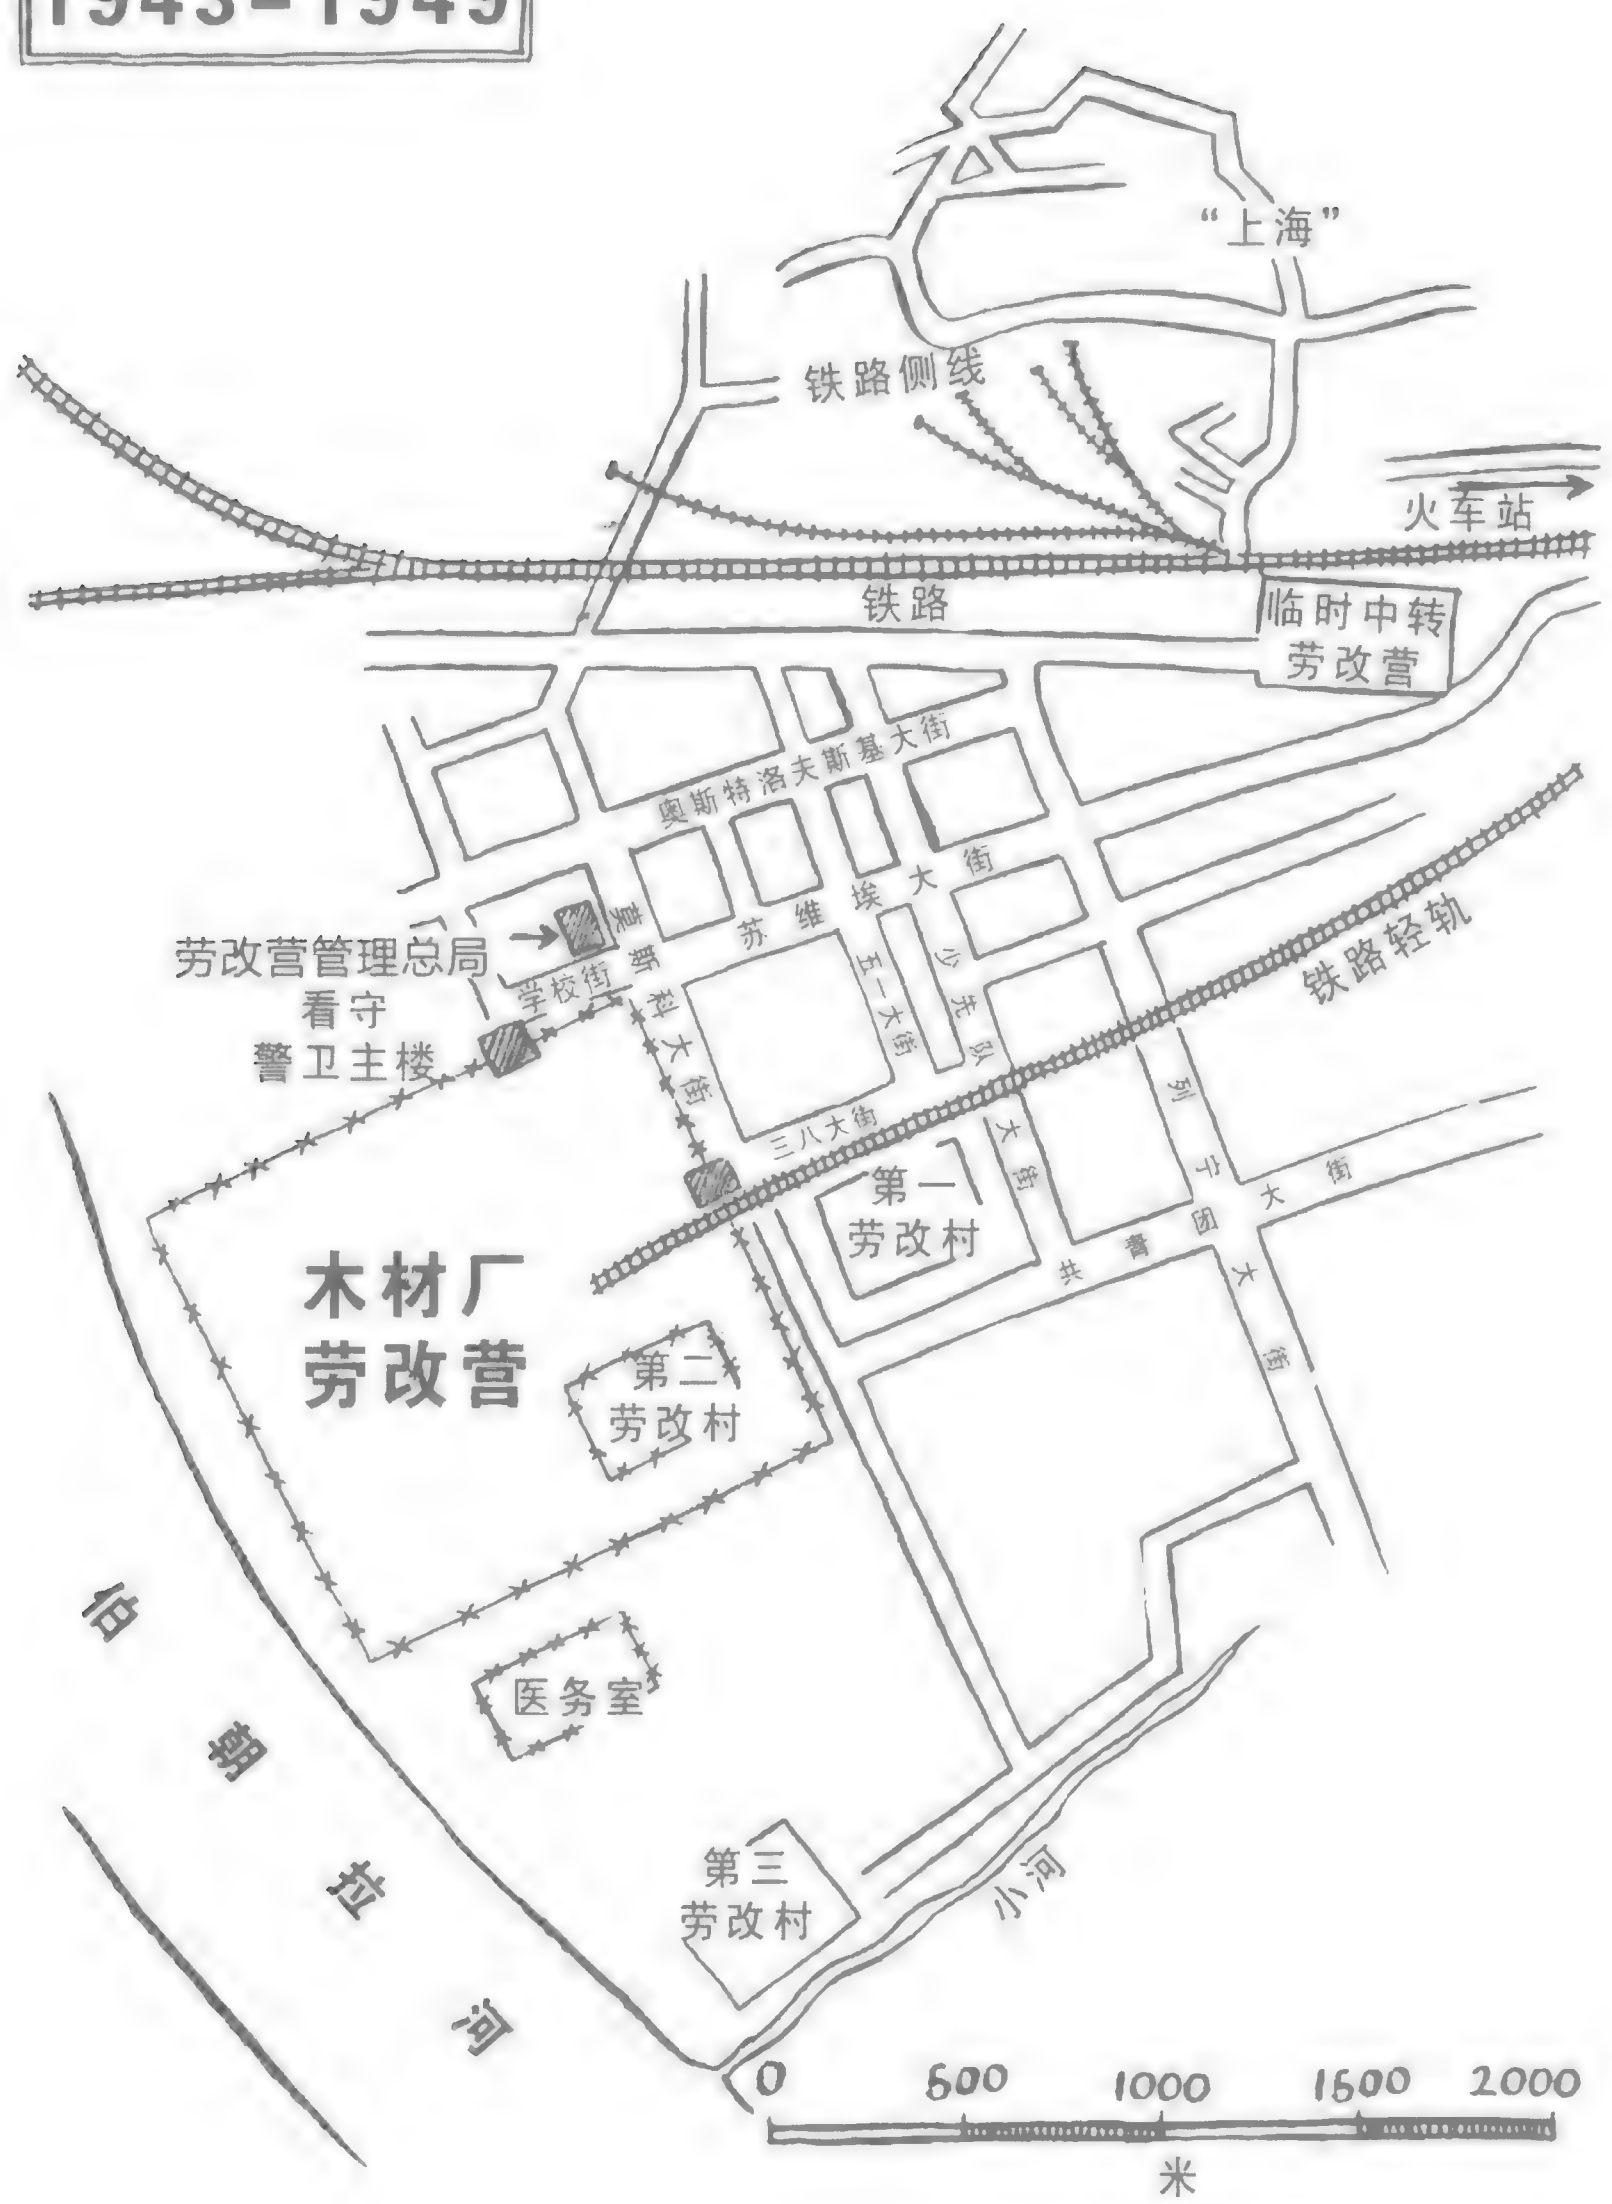 1943-1949
“上海”
铁路侧线
火车站
铁路
临时中转
劳改营
奥斯特洛夫斯基大街
苏维埃大街
劳改营管理总局
看守
警卫主楼
学校街
莫斯科大街
五一大街
少先队大街
铁路轻轨
三八大街
列宁大街
第一
劳改村
共青团大街
木材厂
劳改营
第二
劳改村
医务室
伯朝拉河
第三
劳改村
小河
0 500 1000 1500 2000
米